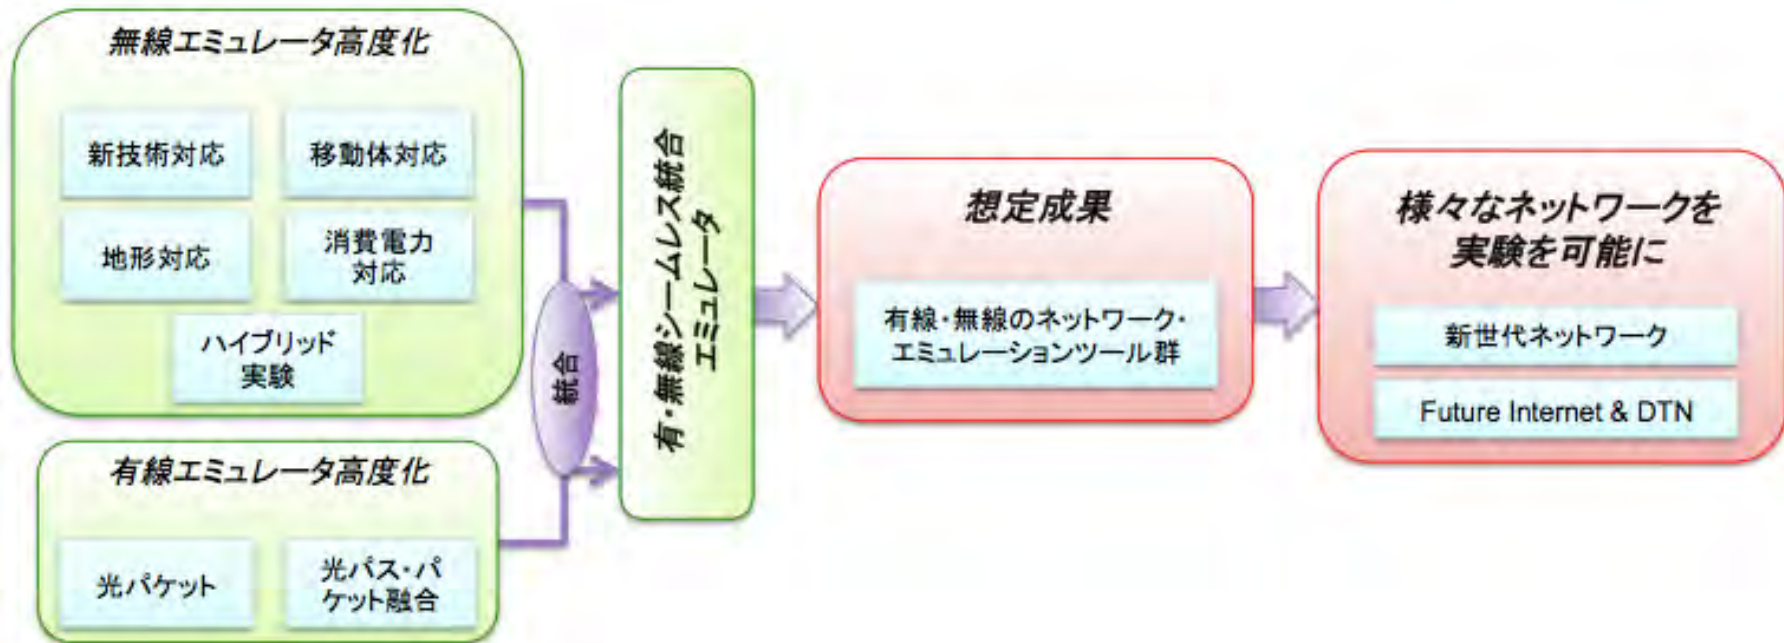 無線エミュレータ高度化
新技術対応
移動体対応
地形対応
消費電力
対応
ハイブリッド
実験
有線エミュレータ高度化
光パケット
光パス・パ
ケット融合
統合
有・無線シームレス統合
エミュレータ
想定成果
有線・無線のネットワーク・
エミュレーションツール群
様々なネットワークを
実験を可能に
新世代ネットワーク
Future Internet & DTN